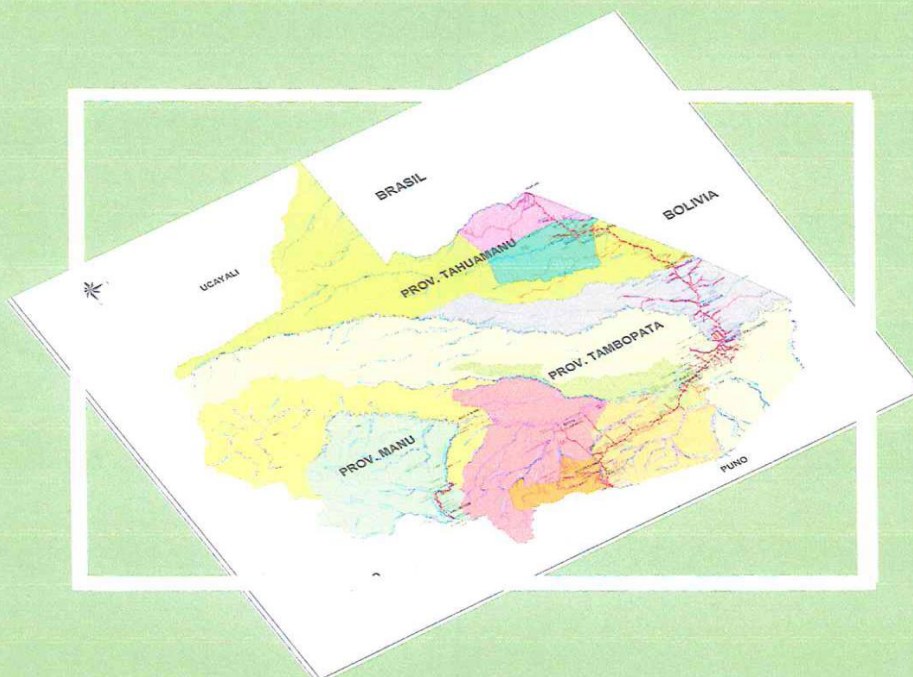 BRASIL
BOLIVIA
UCAYALI
PROV. TAHUAMANU
PROV. TAMBOPATA
PROV. MANU
PUNO